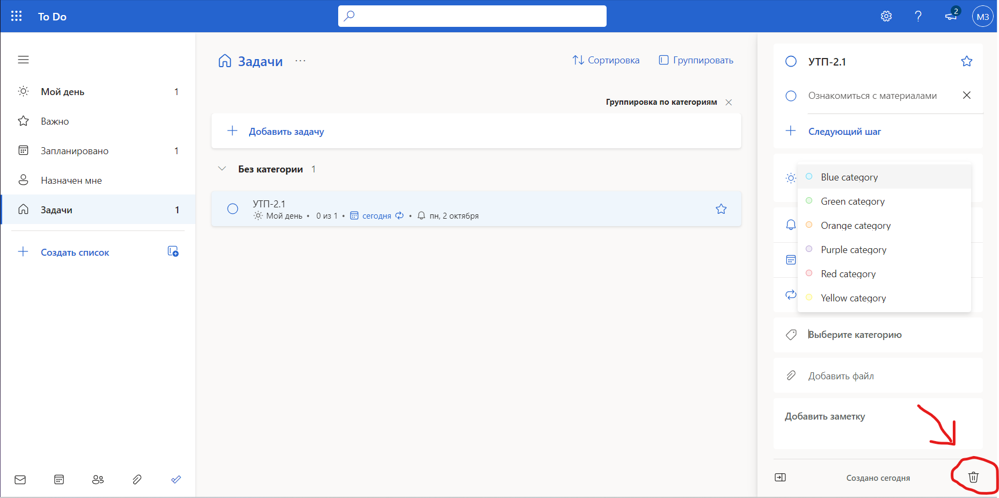 To Do
2
МЗ
Мой день 1
Важно
Запланировано 1
Назначен мне
Задачи 1
Создать список
Задачи ...
Сортировка
Группировать
Группировка по категориям
Добавить задачу
Без категории 1
УТП-2.1
Мой день • 0 из 1 • сегодня • пн, 2 октября
УТП-2.1
Ознакомиться с материалами
Следующий шаг
Blue category
Green category
Orange category
Purple category
Red category
Yellow category
Выберите категорию
Добавить файл
Добавить заметку
Создано сегодня